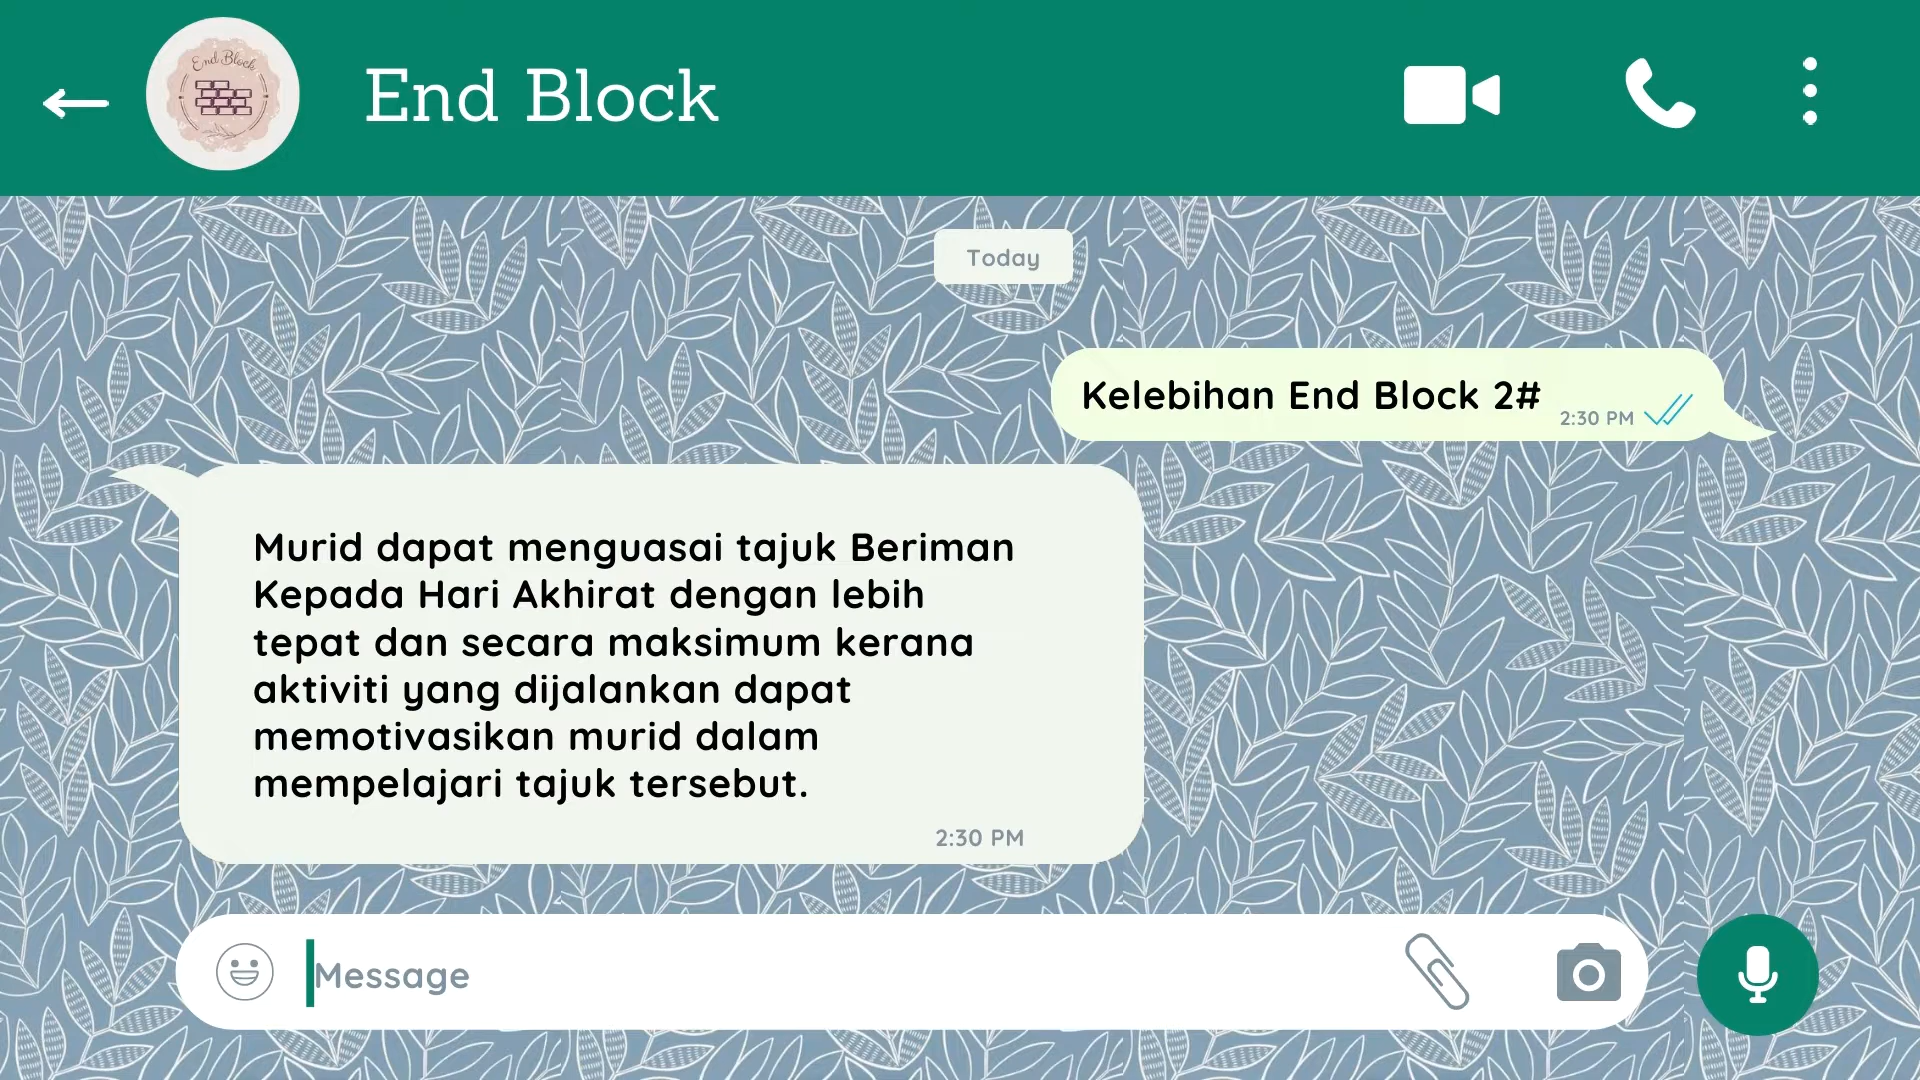 End Block
End Block
Today
Kelebihan End Block 2#
2:30 PM
Murid dapat menguasai tajuk Beriman
Kepada Hari Akhirat dengan lebih
tepat dan secara maksimum kerana
aktiviti yang dijalankan dapat
memotivasikan murid dalam
mempelajari tajuk tersebut.
2:30 PM
Message